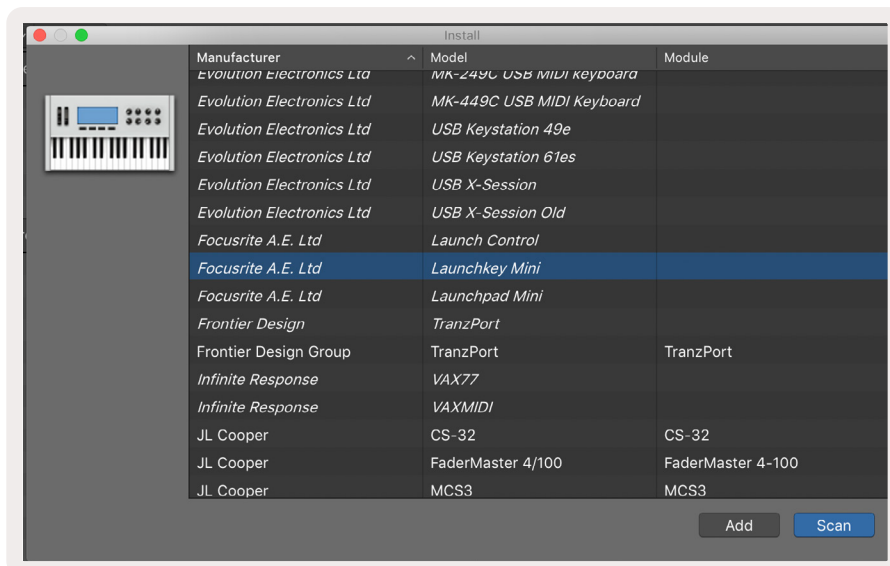 Install
Manufacturer Model Module
Evolution Electronics Ltd MK-249C USB MIDI keyboard
Evolution Electronics Ltd MK-449C USB MIDI Keyboard
Evolution Electronics Ltd USB Keystation 49e
Evolution Electronics Ltd USB Keystation 61es
Evolution Electronics Ltd USB X-Session
Evolution Electronics Ltd USB X-Session Old
Focusrite A.E. Ltd Launch Control
Focusrite A.E. Ltd Launchkey Mini
Focusrite A.E. Ltd Launchpad Mini
Frontier Design TranzPort
Frontier Design Group TranzPort TranzPort
Infinite Response VAX77
Infinite Response VAXMIDI
JL Cooper CS-32 CS-32
JL Cooper FaderMaster 4/100 FaderMaster 4-100
JL Cooper MCS3 MCS3
Add Scan